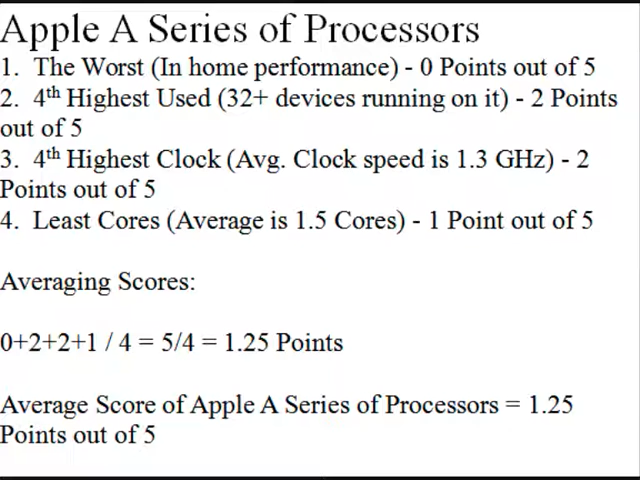 Apple A Series of Processors
1. The Worst (In home performance) - 0 Points out of 5
2. 4th Highest Used (32+ devices running on it) - 2 Points
out of 5
3. 4th Highest Clock (Avg. Clock speed is 1.3 GHz) - 2
Points out of 5
4. Least Cores (Average is 1.5 Cores) - 1 Point out of 5
Averaging Scores:
0+2+2+1 / 4 = 5/4 = 1.25 Points
Average Score of Apple A Series of Processors = 1.25
Points out of 5